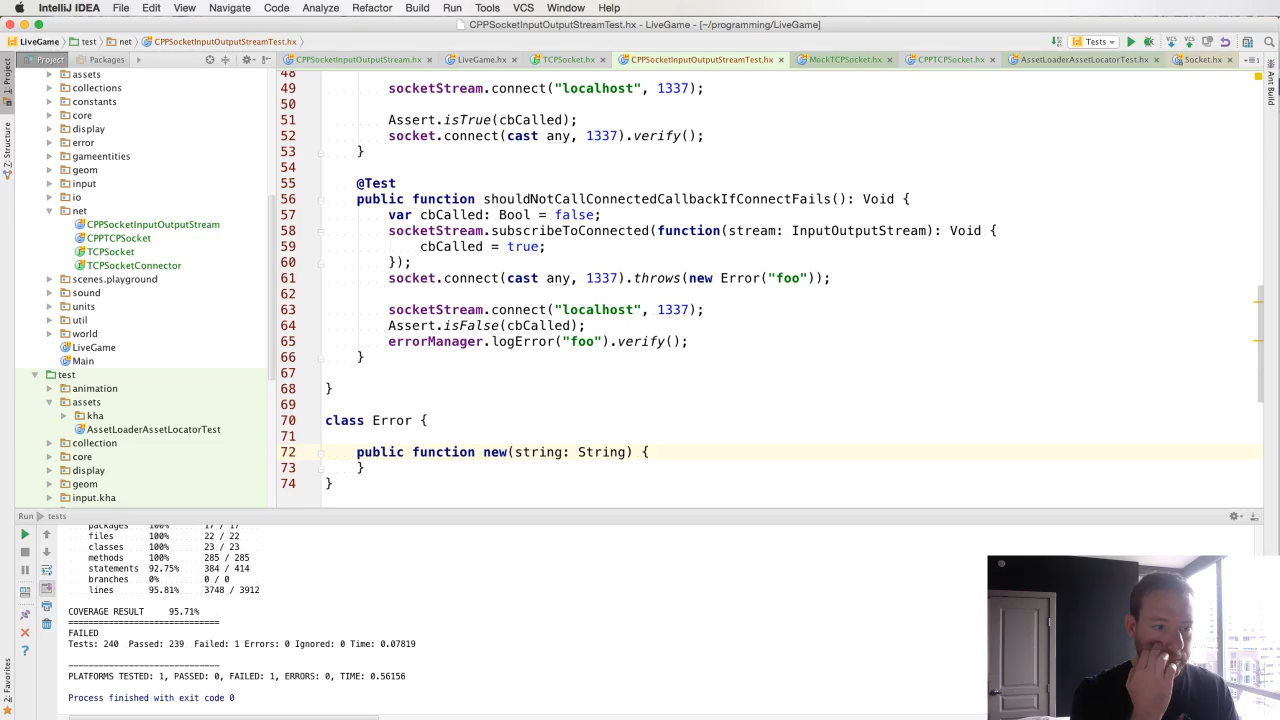 IntelliJ IDEA File Edit View Navigate Code Analyze Refactor Build Run Tools VCS Window Help
CPPSocketInputOutputStreamTest.hx - LiveGame - [~/programming/LiveGame]
LiveGame test net CPPSocketInputOutputStreamTest.hx Tests VCS VCS
Project Packages
CPPSocketInputOutputStream.hx LiveGame.hx TCPSocket.hx CPPSocketInputOutputStreamTest.hx MockTCPSocket.hx CPPTCPSocket.hx AssetLoaderAssetLocatorTest.hx Socket.hx
1: Project
7: Structure
2: Favorites
Ant Build
assets
collections
constants
core
display
error
gameentities
geom
input
io
net
CPPSocketInputOutputStream
CPPTCPSocket
TCPSocket
TCPSocketConnector
scenes.playground
sound
units
util
world
LiveGame
Main
test
animation
assets
kha
AssetLoaderAssetLocatorTest
collection
core
display
geom
input.kha
48
49 socketStream.connect("localhost", 1337);
50
51 Assert.isTrue(cbCalled);
52 socket.connect(cast any, 1337).verify();
53 }
54
55 @Test
56 public function shouldNotCallConnectedCallbackIfConnectFails(): Void {
57 var cbCalled: Bool = false;
58 socketStream.subscribeToConnected(function(stream: InputOutputStream): Void {
59 cbCalled = true;
60 });
61 socket.connect(cast any, 1337).throws(new Error("foo"));
62
63 socketStream.connect("localhost", 1337);
64 Assert.isFalse(cbCalled);
65 errorManager.logError("foo").verify();
66 }
67
68 }
69
70 class Error {
71
72 public function new(string: String) {
73 }
74 }
Run tests
packages 100% 17 / 17
files 100% 22 / 22
classes 100% 23 / 23
methods 100% 285 / 285
statements 92.75% 384 / 414
branches 0% 0 / 0
lines 95.81% 3748 / 3912
COVERAGE RESULT 95.71%
==============================
FAILED
Tests: 240 Passed: 239 Failed: 1 Errors: 0 Ignored: 0 Time: 0.07819
------------------------------
PLATFORMS TESTED: 1, PASSED: 0, FAILED: 1, ERRORS: 0, TIME: 0.56156
Process finished with exit code 0